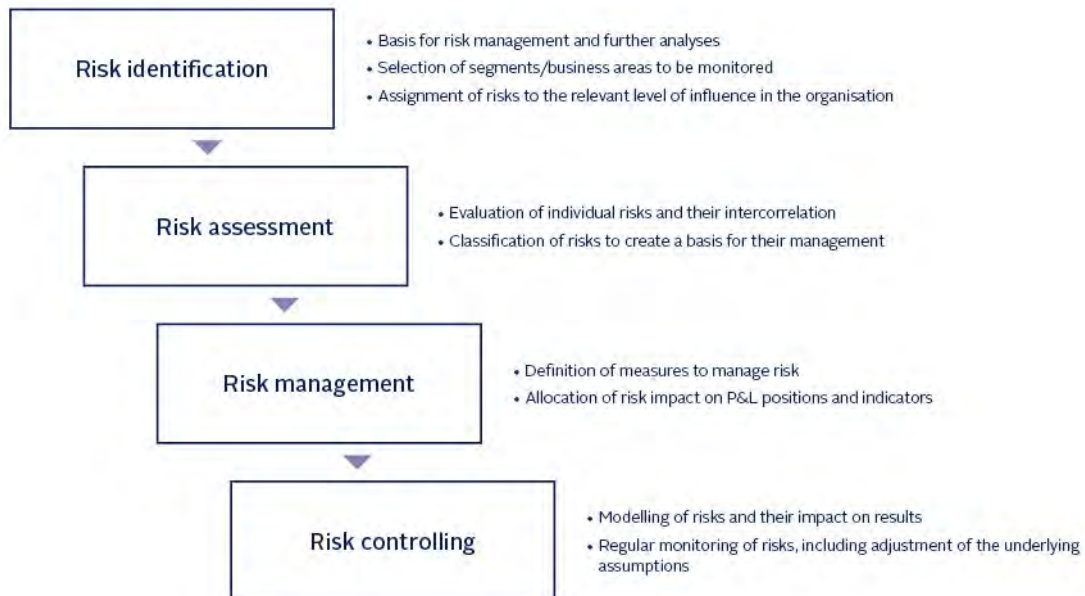 Risk identification
• Basis for risk management and further analyses
• Selection of segments/business areas to be monitored
• Assignment of risks to the relevant level of influence in the organisation
Risk assessment
• Evaluation of individual risks and their intercorrelation
• Classification of risks to create a basis for their management
Risk management
• Definition of measures to manage risk
• Allocation of risk impact on P&L positions and indicators
Risk controlling
• Modelling of risks and their impact on results
• Regular monitoring of risks, including adjustment of the underlying
assumptions